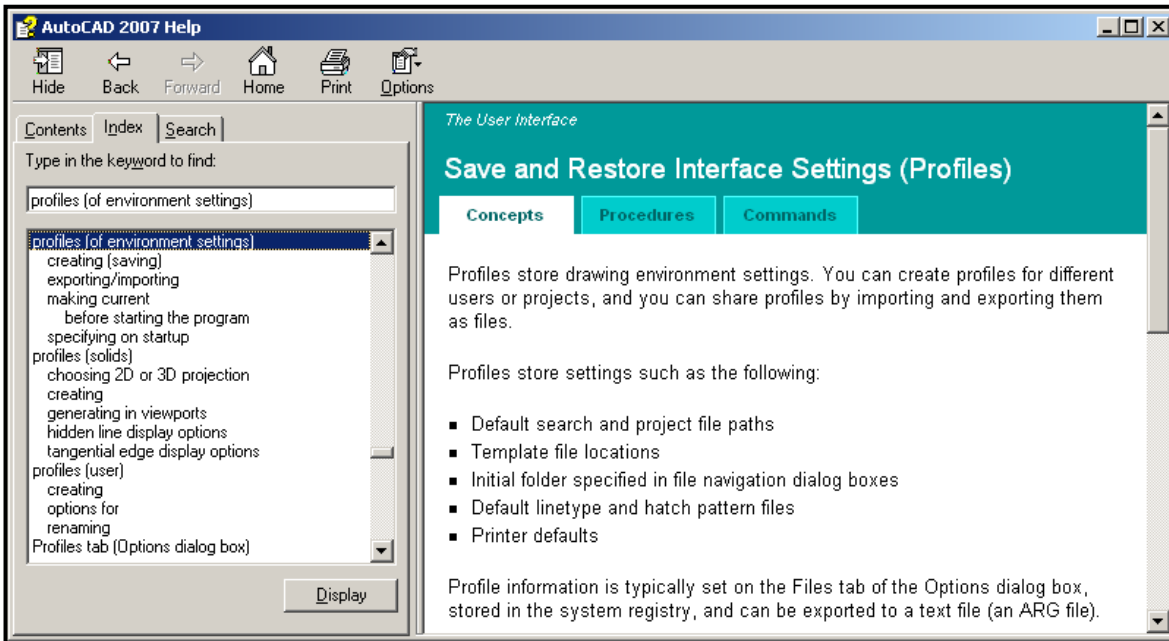 AutoCAD 2007 Help
Hide Back Forward Home Print Options
Contents Index Search
Type in the keyword to find:
profiles (of environment settings)
profiles (of environment settings)
creating (saving)
exporting/importing
making current
before starting the program
specifying on startup
profiles (solids)
choosing 2D or 3D projection
creating
generating in viewports
hidden line display options
tangential edge display options
profiles (user)
creating
options for
renaming
Profiles tab (Options dialog box)
Display
The User Interface
Save and Restore Interface Settings (Profiles)
Concepts Procedures Commands
Profiles store drawing environment settings. You can create profiles for different
users or projects, and you can share profiles by importing and exporting them
as files.
Profiles store settings such as the following:
▪ Default search and project file paths
▪ Template file locations
▪ Initial folder specified in file navigation dialog boxes
▪ Default linetype and hatch pattern files
▪ Printer defaults
Profile information is typically set on the Files tab of the Options dialog box,
stored in the system registry, and can be exported to a text file (an ARG file).